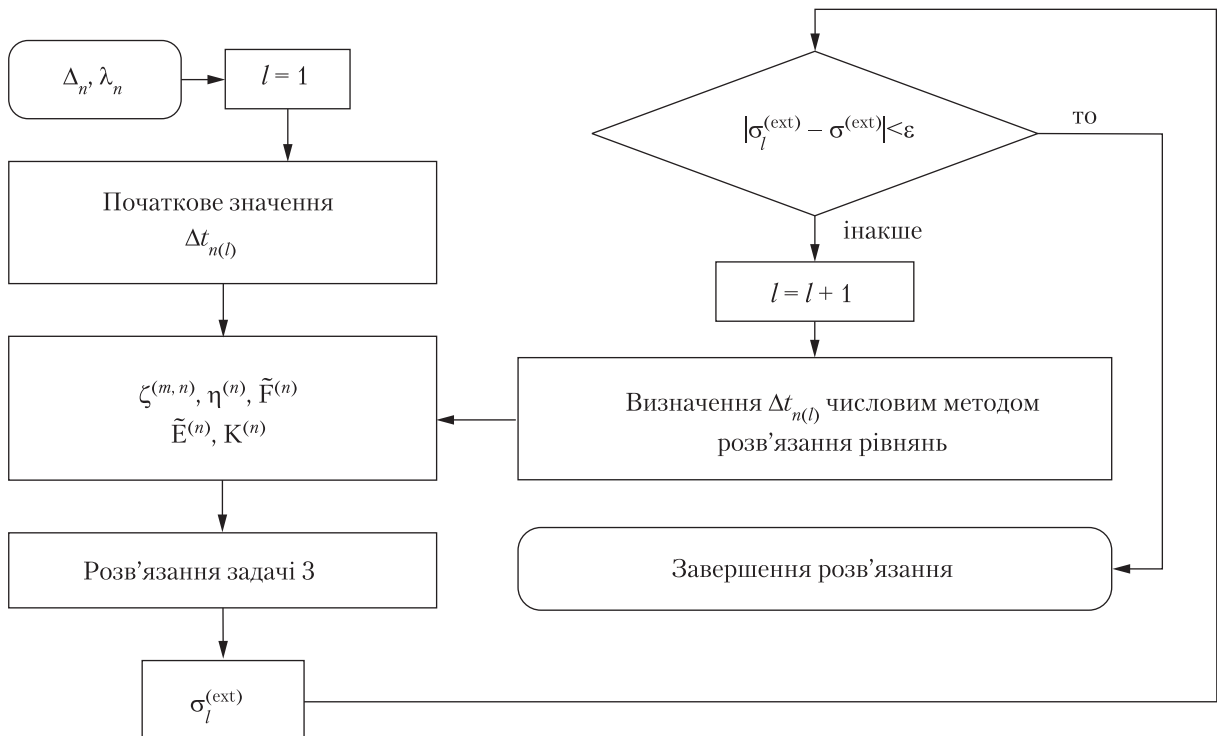 Δₙ, λₙ
l = 1
Початкове значення
Δtₙ₍ₗ₎
ζ⁽ᵐ, ⁿ⁾, η⁽ⁿ⁾, F̃⁽ⁿ⁾
Ẽ⁽ⁿ⁾, K⁽ⁿ⁾
Розв’язання задачі 3
σₗ⁽ᵉˣᵗ⁾
|σₗ⁽ᵉˣᵗ⁾ – σ⁽ᵉˣᵗ⁾|<ε
то
інакше
l = l + 1
Визначення Δtₙ₍ₗ₎ числовим методом
розв’язання рівнянь
Завершення розв’язання